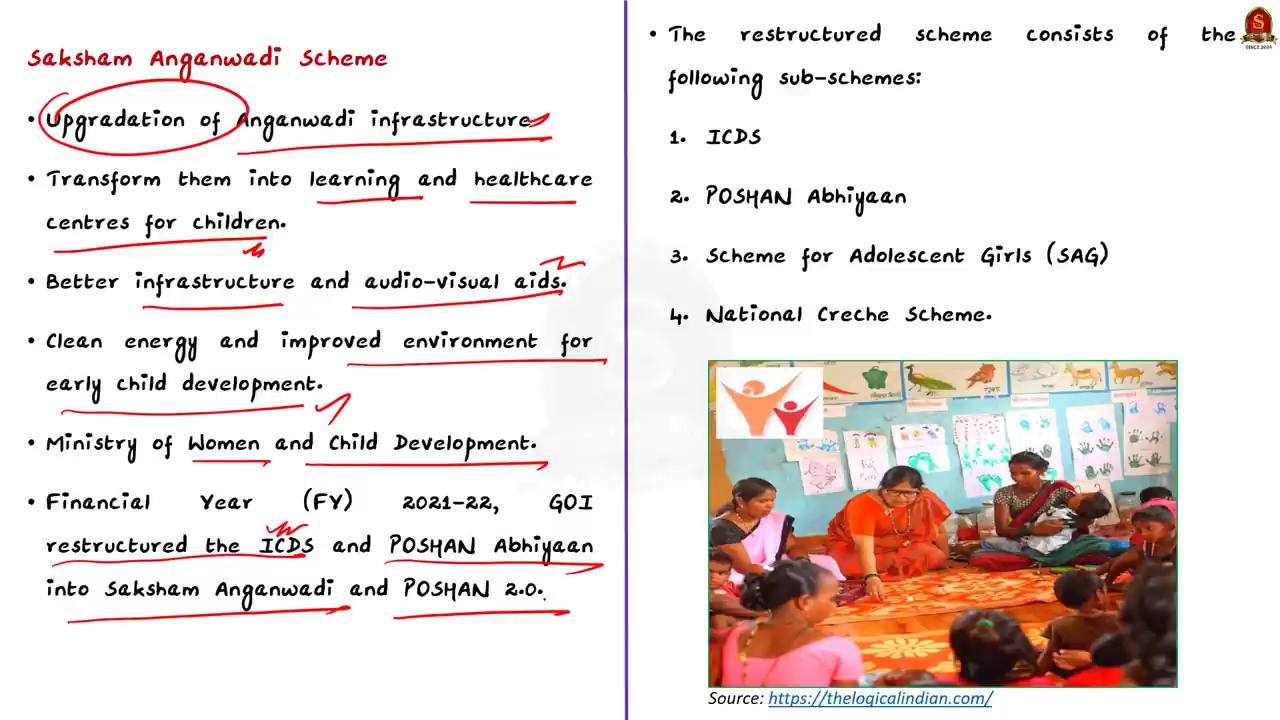 Saksham Anganwadi Scheme
• Upgradation of Anganwadi infrastructure
• Transform them into learning and healthcare
centres for children.
• Better infrastructure and audio-visual aids.
• Clean energy and improved environment for
early child development.
• Ministry of Women and Child Development.
• Financial Year (FY) 2021-22, GOI
restructured the ICDS and POSHAN Abhiyaan
into Saksham Anganwadi and POSHAN 2.0.
• The restructured scheme consists of the
following sub-schemes:
1. ICDS
2. POSHAN Abhiyaan
3. Scheme for Adolescent Girls (SAG)
4. National Creche Scheme.
Source: https://thelogicalindian.com/
S
SINCE 2004